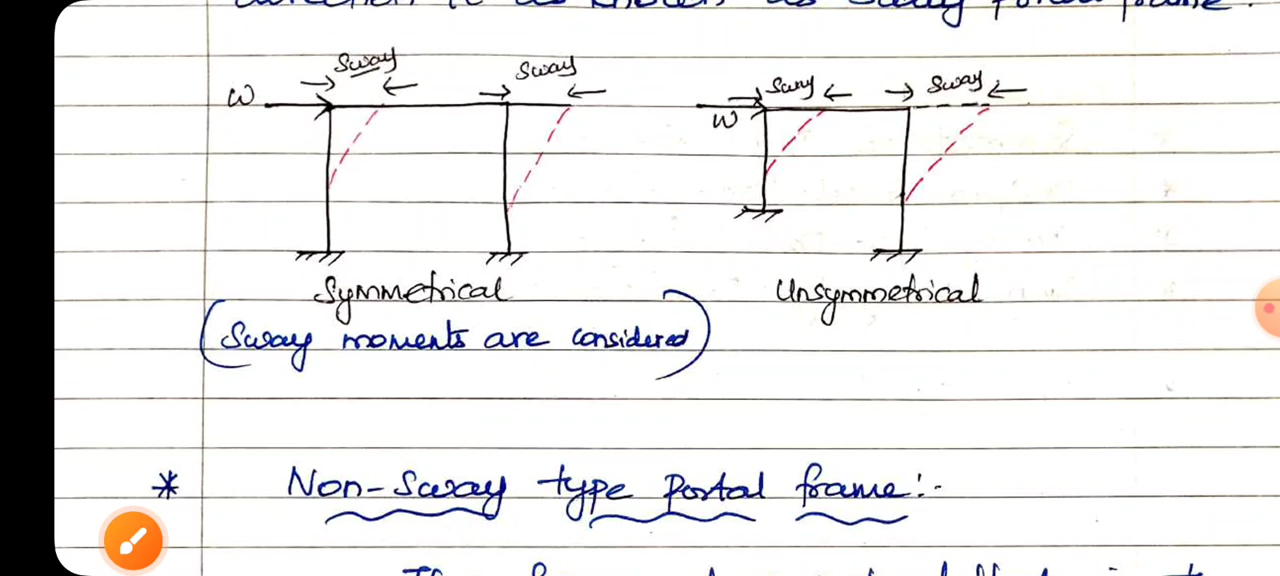 Sway Sway Sway Sway
W W
Symmetrical Unsymmetrical
(Sway moments are considered)
* Non-Sway type Portal frame:-